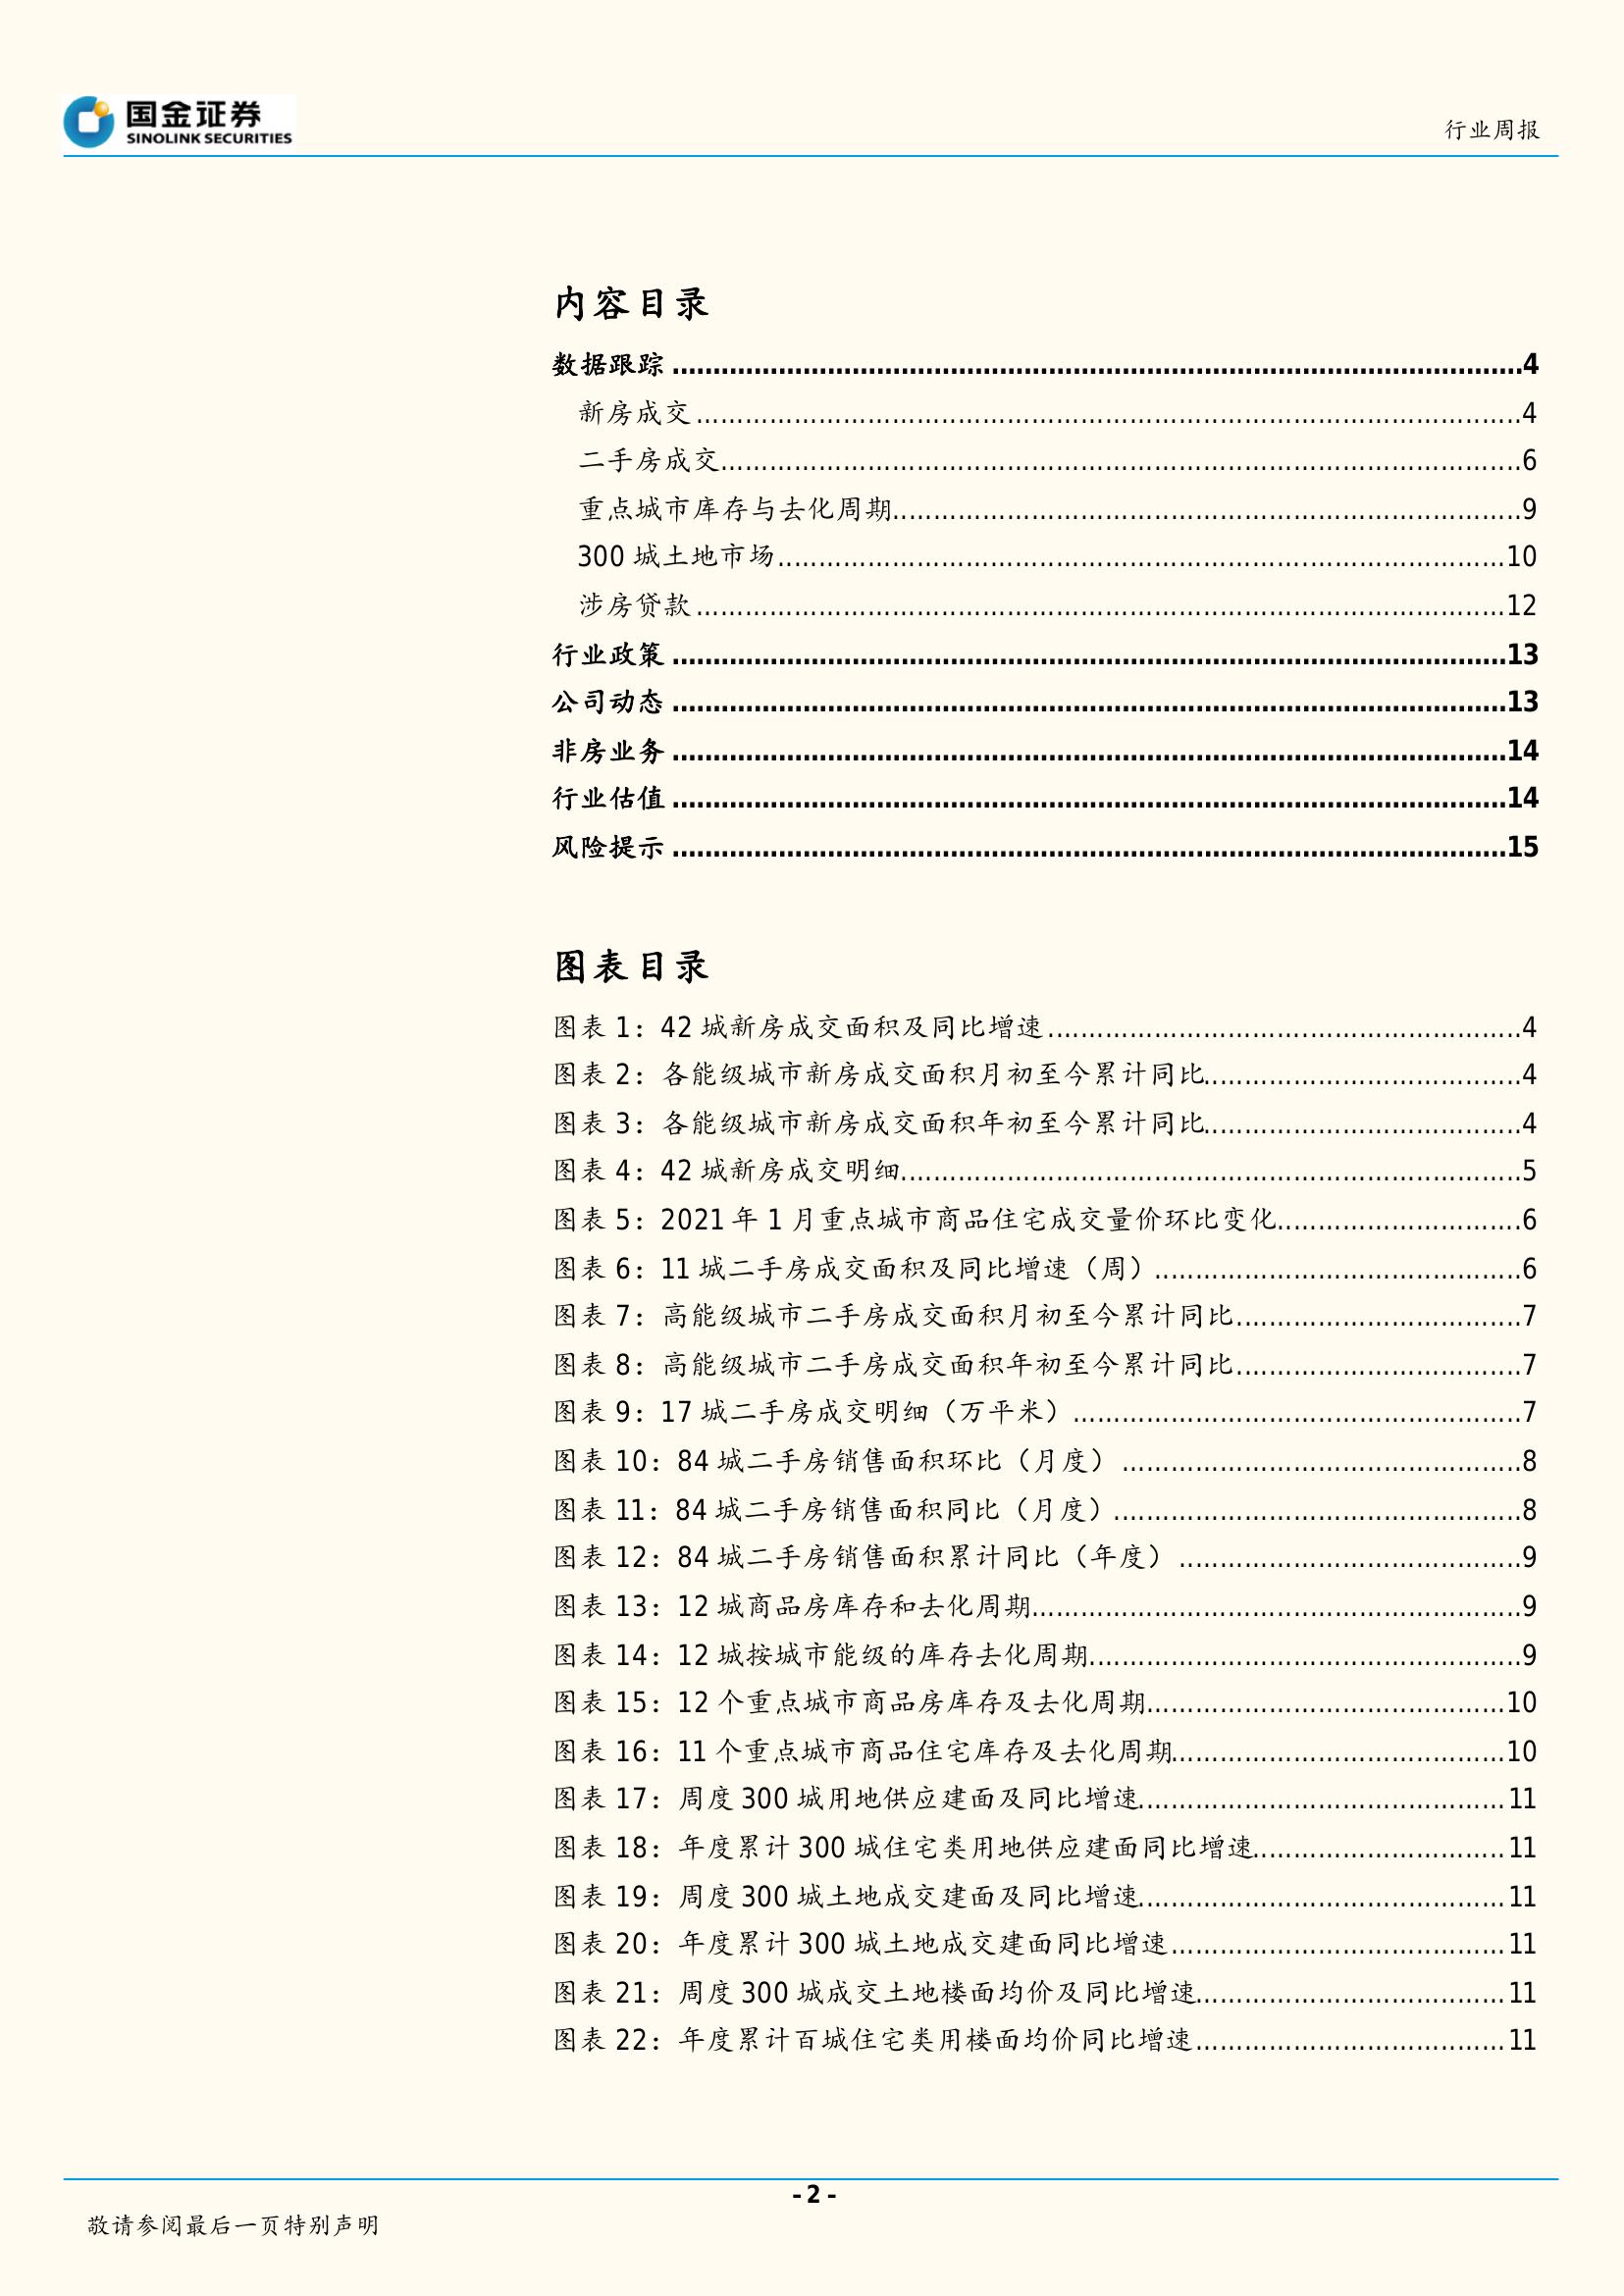 国金证券
SINOLINK SECURITIES
行业周报
内容目录
数据跟踪 ........................................................................................................4
新房成交 ........................................................................................................4
二手房成交........................................................................................................6
重点城市库存与去化周期................................................................................9
300 城土地市场................................................................................................10
涉房贷款 ........................................................................................................12
行业政策 ........................................................................................................13
公司动态 ........................................................................................................13
非房业务 ........................................................................................................14
行业估值 ........................................................................................................14
风险提示 ........................................................................................................15
图表目录
图表 1：42 城新房成交面积及同比增速..........................................................4
图表 2：各能级城市新房成交面积月初至今累计同比.......................................4
图表 3：各能级城市新房成交面积年初至今累计同比.......................................4
图表 4：42 城新房成交明细............................................................................5
图表 5：2021 年 1 月重点城市商品住宅成交量价环比变化..............................6
图表 6：11 城二手房成交面积及同比增速（周）.............................................6
图表 7：高能级城市二手房成交面积月初至今累计同比...................................7
图表 8：高能级城市二手房成交面积年初至今累计同比...................................7
图表 9：17 城二手房成交明细（万平米）.......................................................7
图表 10：84 城二手房销售面积环比（月度） .................................................8
图表 11：84 城二手房销售面积同比（月度）..................................................8
图表 12：84 城二手房销售面积累计同比（年度） ..........................................9
图表 13：12 城商品房库存和去化周期............................................................9
图表 14：12 城按城市能级的库存去化周期.....................................................9
图表 15：12 个重点城市商品房库存及去化周期..............................................10
图表 16：11 个重点城市商品住宅库存及去化周期...........................................10
图表 17：周度 300 城用地供应建面及同比增速...............................................11
图表 18：年度累计 300 城住宅类用地供应建面同比增速.................................11
图表 19：周度 300 城土地成交建面及同比增速...............................................11
图表 20：年度累计 300 城土地成交建面同比增速...........................................11
图表 21：周度 300 城成交土地楼面均价及同比增速........................................11
图表 22：年度累计百城住宅类用楼面均价同比增速........................................11
- 2 -
敬请参阅最后一页特别声明